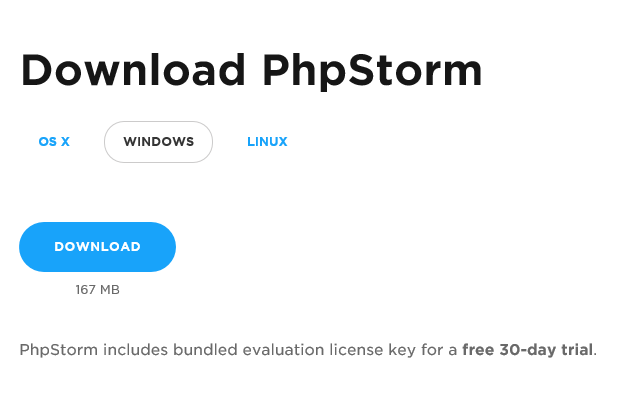 Download PhpStorm
OS X WINDOWS LINUX
DOWNLOAD
167 MB
PhpStorm includes bundled evaluation license key for a free 30-day trial.